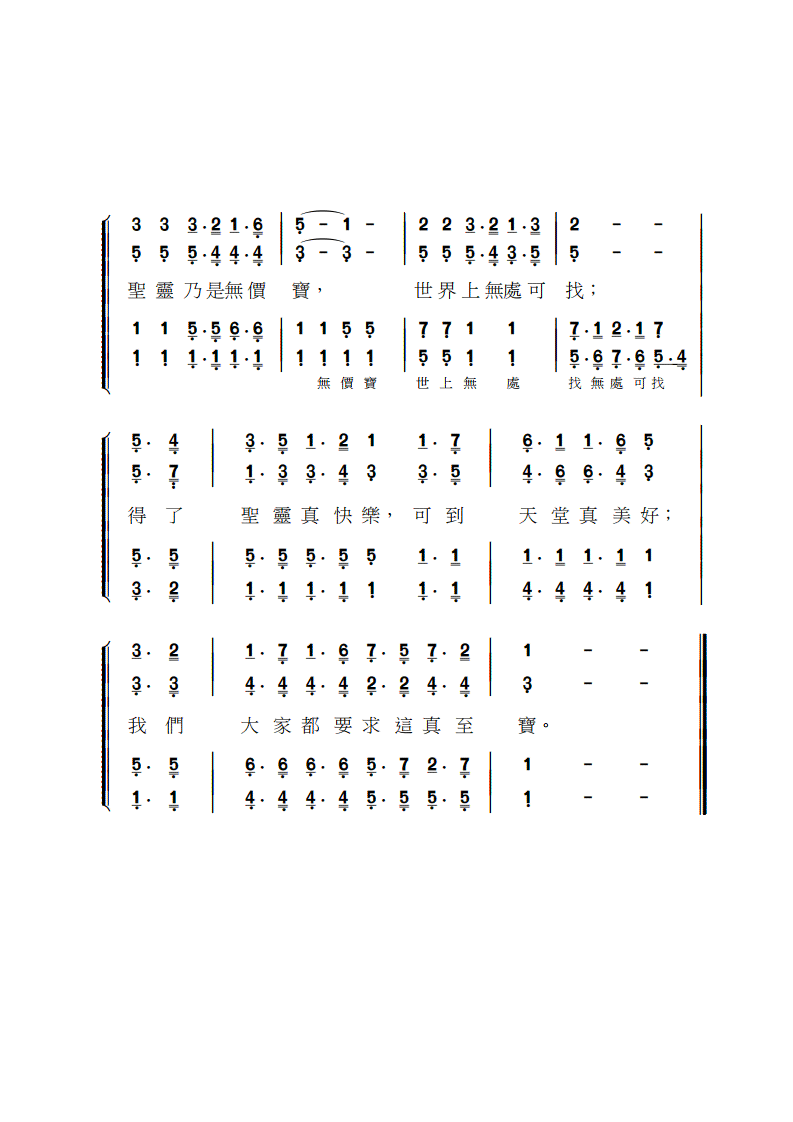 3 3 3·2 1·6 | 5 - 1 - | 2 2 3·2 1·3 | 2 - -
5 5 5·4 4·4 | 3 - 3 - | 5 5 5·4 3·5 | 5 - -
聖靈乃是無價寶， 世界上無處可找；
1 1 5·5 6·6 | 1 1 5 5 | 7 7 1 1 | 7·1 2·1 7
1 1 1·1 1·1 | 1 1 1 1 | 5 5 1 1 | 5·6 7·6 5·4
無價寶 世上無處 找無處可找
5· 4 | 3·5 1·2 1 1·7 | 6·1 1·6 5
5· 7 | 1·3 3·4 3 3·5 | 4·6 6·4 3
得了 聖靈真快樂，可到 天堂真美好；
5· 5 | 5·5 5·5 5 1·1 | 1·1 1·1 1
3· 2 | 1·1 1·1 1 1·1 | 4·4 4·4 1
3· 2 | 1·7 1·6 7·5 7·2 | 1 - -
3· 3 | 4·4 4·4 2·2 4·4 | 3 - -
我們 大家都要求這真至 寶。
5· 5 | 6·6 6·6 5·7 2·7 | 1 - -
1· 1 | 4·4 4·4 5·5 5·5 | 1 - -